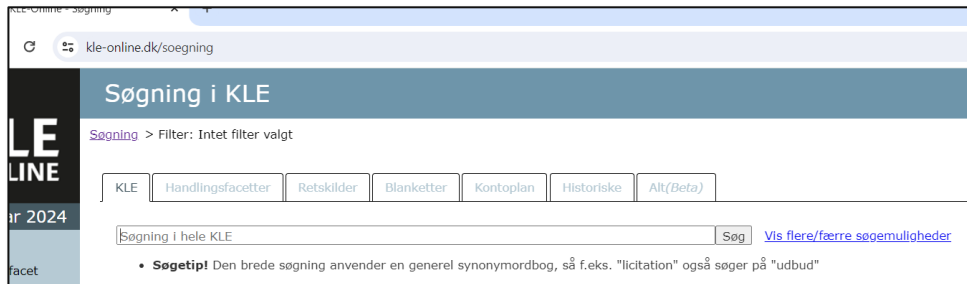 KLE-Online - Søgning
kle-online.dk/soegning
Søgning i KLE
LE
LINE
Søgning > Filter: Intet filter valgt
KLE Handlingsfacetter Retskilder Blanketter Kontoplan Historiske Alt(Beta)
ar 2024
Søgning i hele KLE Søg Vis flere/færre søgemuligheder
facet
• Søgetip! Den brede søgning anvender en generel synonymordbog, så f.eks. "licitation" også søger på "udbud"